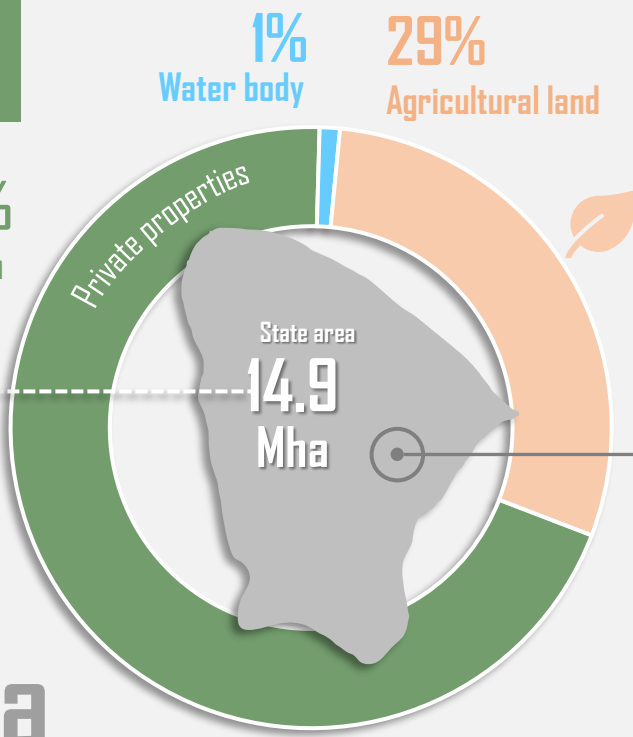 1%
Water body
29%
Agricultural land
%
Private properties
State area
14.9
Mha
a